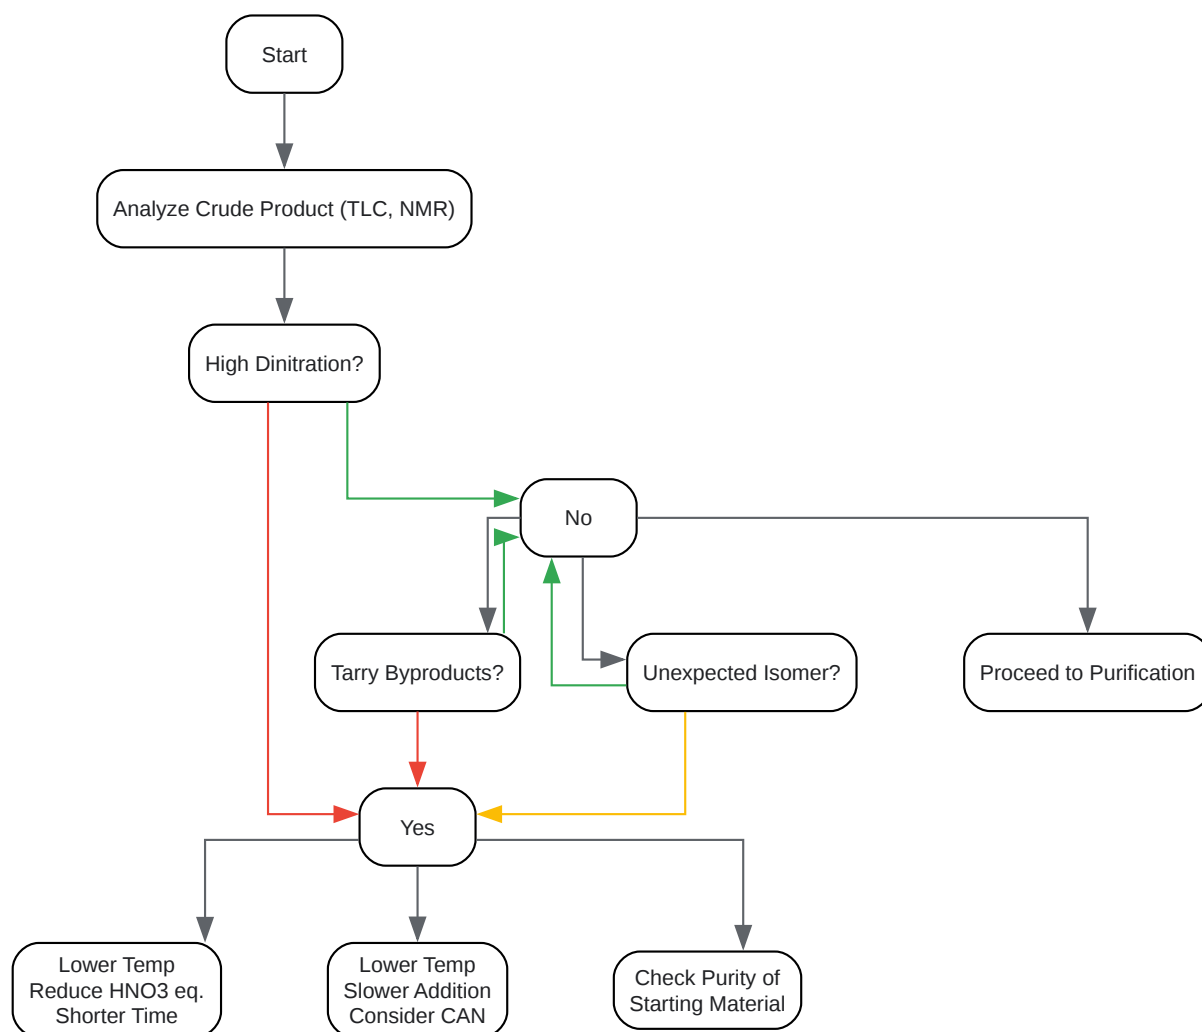 Start
Analyze Crude Product (TLC, NMR)
High Dinitration?
No
Tarry Byproducts?
Unexpected Isomer?
Proceed to Purification
Yes
Lower Temp
Reduce HNO3 eq.
Shorter Time
Lower Temp
Slower Addition
Consider CAN
Check Purity of
Starting Material